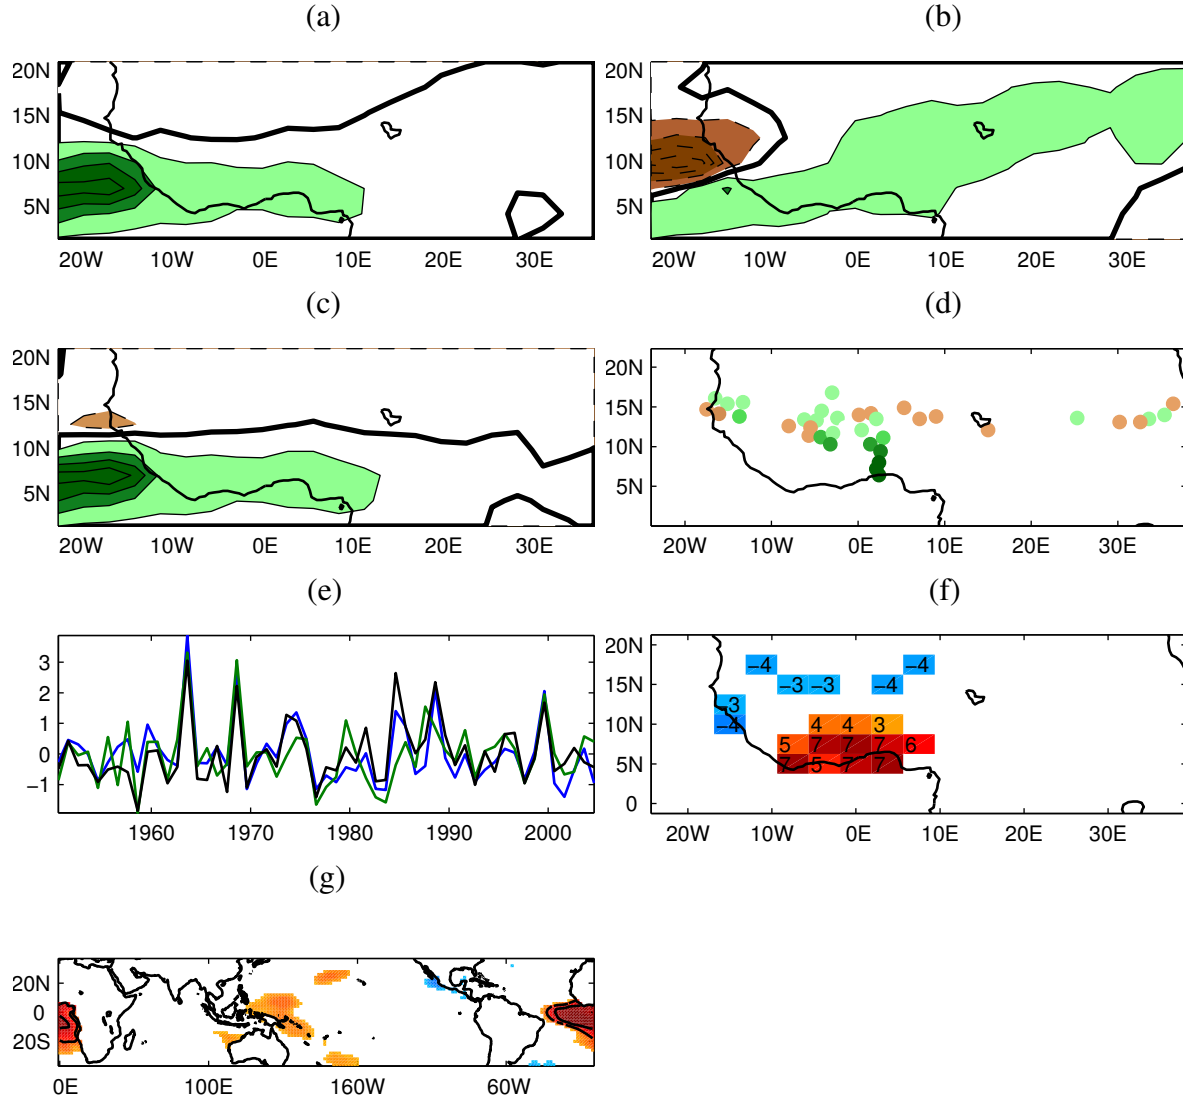 (a)
(b)
20N
15N
10N
5N
20W 10W 0E 10E 20E 30E
20N
15N
10N
5N
20W 10W 0E 10E 20E 30E
(c)
(d)
20N
15N
10N
5N
20W 10W 0E 10E 20E 30E
20N
15N
10N
5N
20W 10W 0E 10E 20E 30E
(e)
(f)
3
2
1
0
−1
1960 1970 1980 1990 2000
20N
15N
10N
5N
0
−4 −4
−3 −3 −4
−3
−4 4 4 3
5 7 7 7 6
7 5 7 7
20W 10W 0E 10E 20E 30E
(g)
20N
0
20S
0E 100E 160W 60W